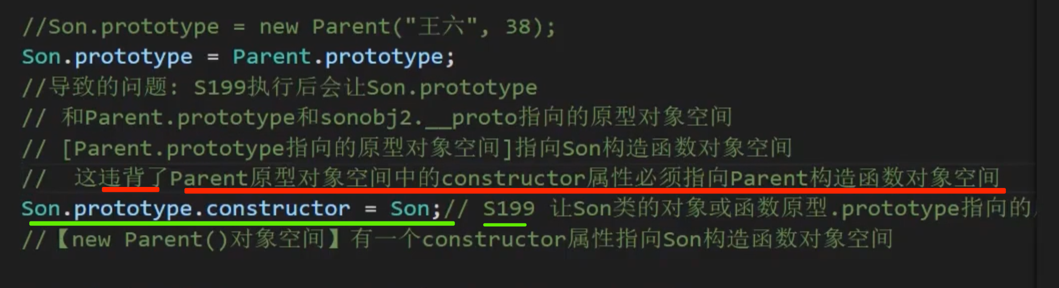 //Son.prototype = new Parent("王六", 38);
Son.prototype = Parent.prototype;
//导致的问题: S199执行后会让Son.prototype
// 和Parent.prototype和sonobj2.__proto指向的原型对象空间
// [Parent.prototype指向的原型对象空间]指向Son构造函数对象空间
// 这违背了Parent原型对象空间中的constructor属性必须指向Parent构造函数对象空间
Son.prototype.constructor = Son;// S199 让Son类的对象或函数原型.prototype指向的
//【new Parent()对象空间】有一个constructor属性指向Son构造函数对象空间